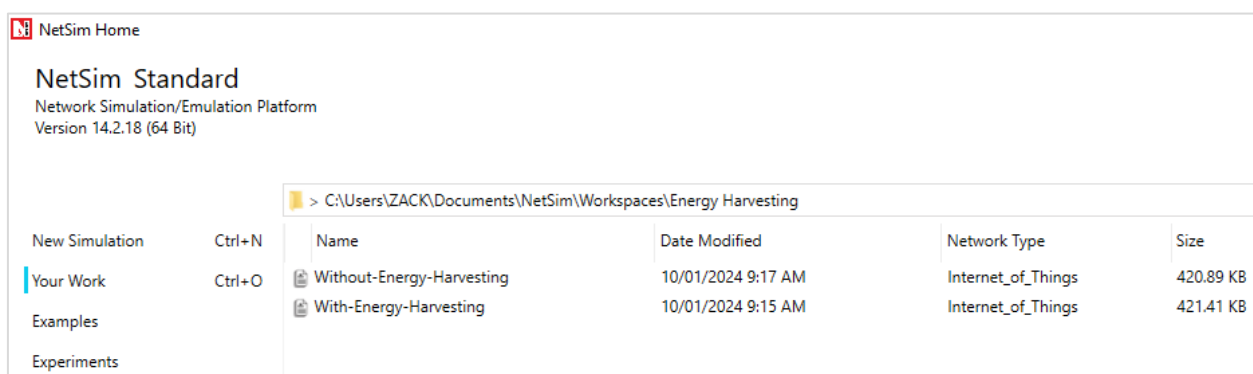 NetSim Home
NetSim Standard
Network Simulation/Emulation Platform
Version 14.2.18 (64 Bit)
> C:\Users\ZACK\Documents\NetSim\Workspaces\Energy Harvesting
New Simulation Ctrl+N
Your Work Ctrl+O
Examples
Experiments
Name Date Modified Network Type Size
Without-Energy-Harvesting 10/01/2024 9:17 AM Internet_of_Things 420.89 KB
With-Energy-Harvesting 10/01/2024 9:15 AM Internet_of_Things 421.41 KB